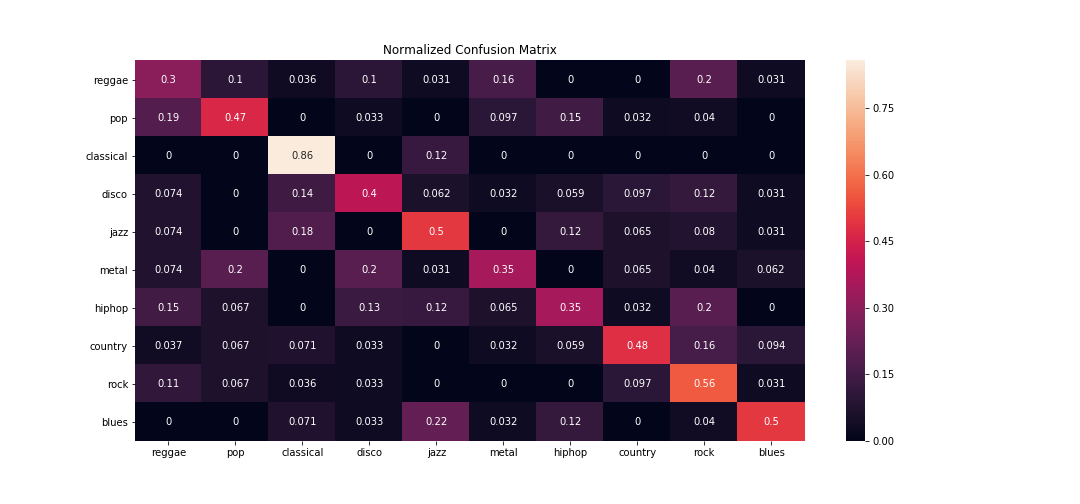 Normalized Confusion Matrix
reggae 0.3 0.1 0.036 0.1 0.031 0.16 0 0 0.2 0.031
pop 0.19 0.47 0 0.033 0 0.097 0.15 0.032 0.04 0
classical 0 0 0.86 0 0.12 0 0 0 0 0
disco 0.074 0 0.14 0.4 0.062 0.032 0.059 0.097 0.12 0.031
jazz 0.074 0 0.18 0 0.5 0 0.12 0.065 0.08 0.031
metal 0.074 0.2 0 0.2 0.031 0.35 0 0.065 0.04 0.062
hiphop 0.15 0.067 0 0.13 0.12 0.065 0.35 0.032 0.2 0
country 0.037 0.067 0.071 0.033 0 0.032 0.059 0.48 0.16 0.094
rock 0.11 0.067 0.036 0.033 0 0 0 0.097 0.56 0.031
blues 0 0 0.071 0.033 0.22 0.032 0.12 0 0.04 0.5
reggae pop classical disco jazz metal hiphop country rock blues
0.75
0.60
0.45
0.30
0.15
0.00